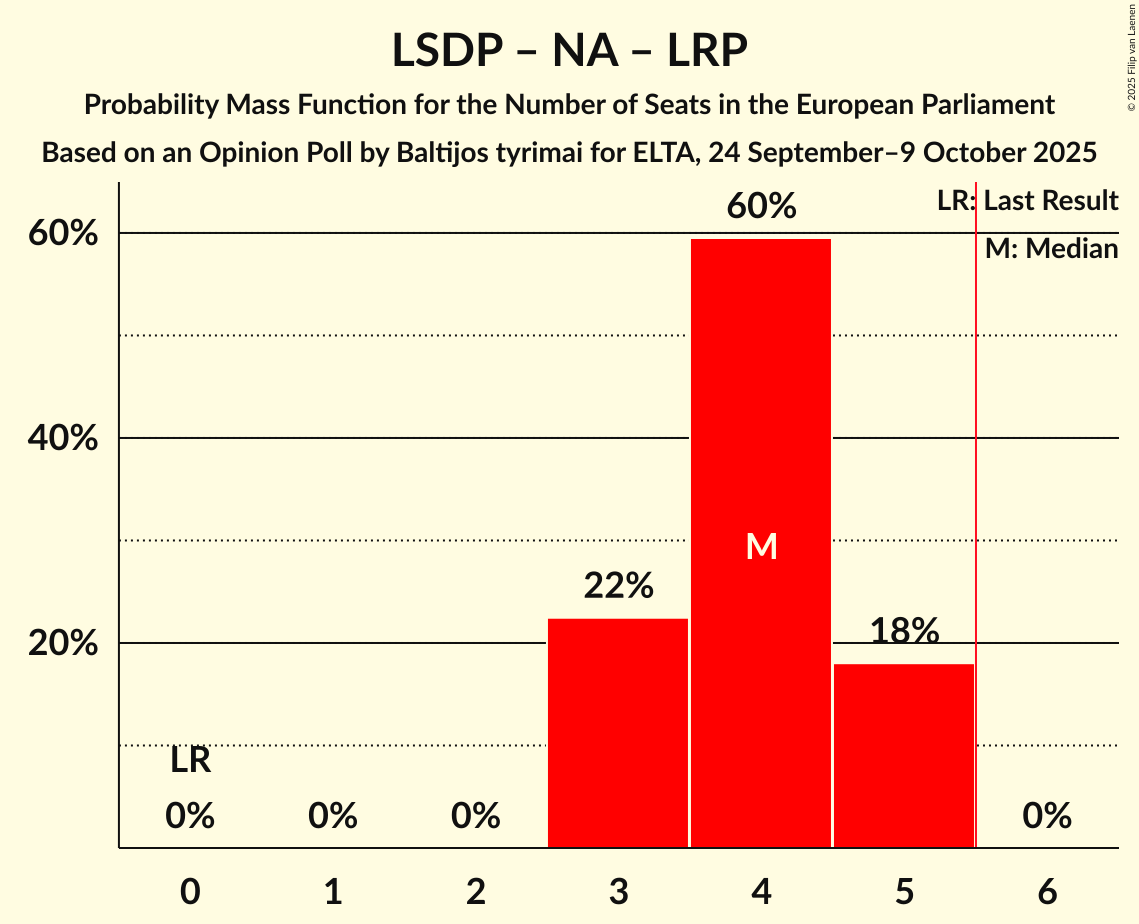 LSDP – NA – LRP
Probability Mass Function for the Number of Seats in the European Parliament
Based on an Opinion Poll by Baltijos tyrimai for ELTA, 24 September–9 October 2025
© 2025 Filip van Laenen
LR: Last Result
M: Median
60%
40%
20%
60%
M
22%
18%
LR
0%
0%
0%
0%
0
1
2
3
4
5
6